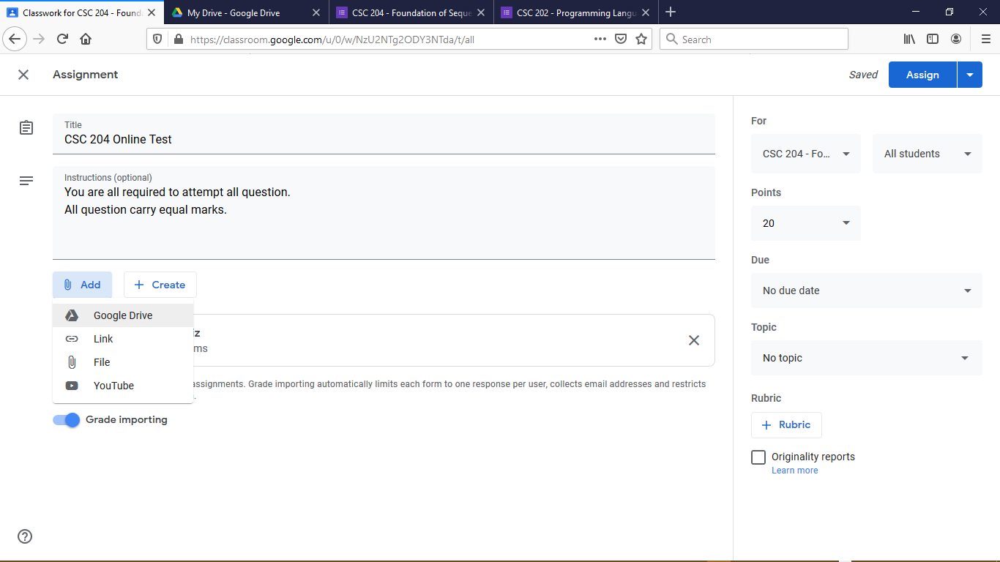 Classwork for CSC 204 - Found
My Drive - Google Drive
CSC 204 - Foundation of Seque
CSC 202 - Programming Langu
https://classroom.google.com/u/0/w/NzU2NTg2ODY3NTda/t/all
Search
Assignment
Saved
Assign
Title
CSC 204 Online Test
Instructions (optional)
You are all required to attempt all question.
All question carry equal marks.
Add
Create
Google Drive
Link
File
YouTube
iz
ms
assignments. Grade importing automatically limits each form to one response per user, collects email addresses and restricts
Grade importing
For
CSC 204 - Fo...
All students
Points
20
Due
No due date
Topic
No topic
Rubric
Rubric
Originality reports
Learn more